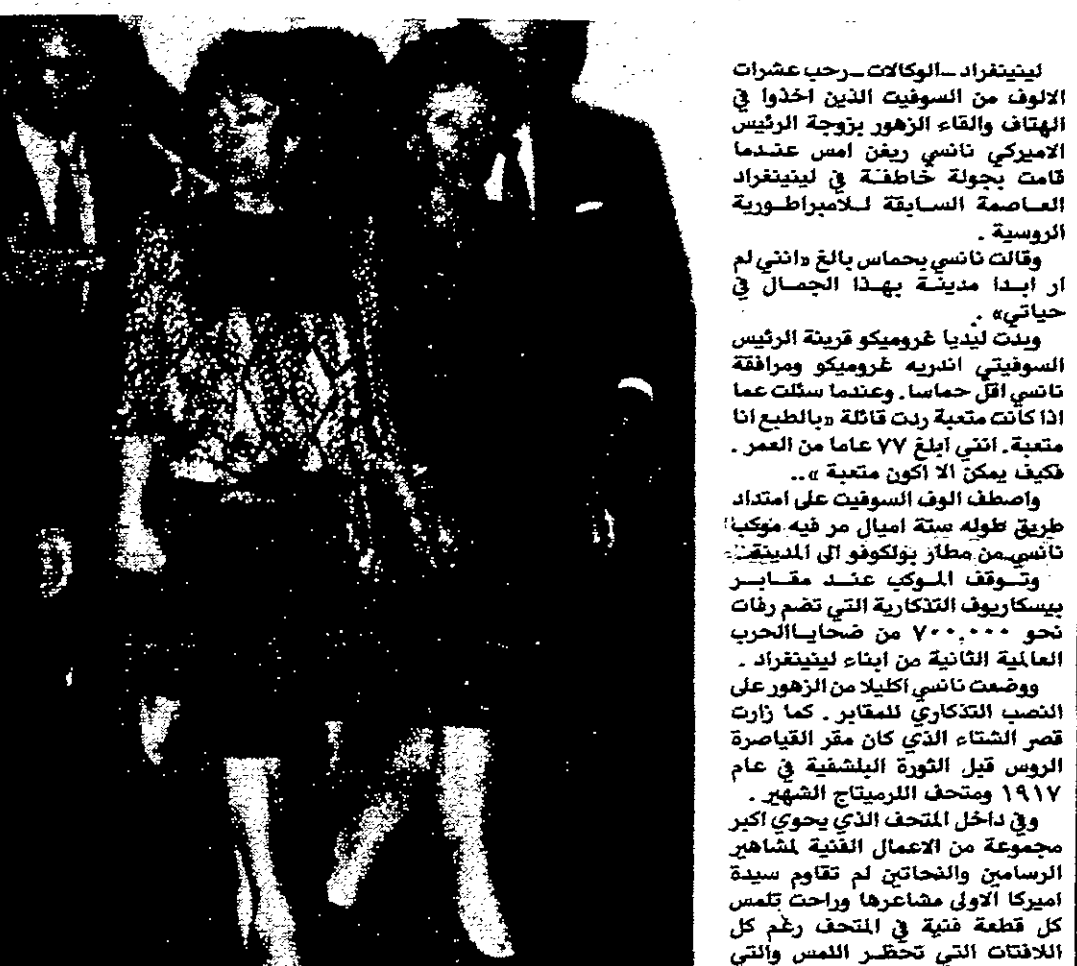 لينينغراد ـ الوكالات ـ رحب عشرات
الالوف من السوفيت الذين اخذوا في
الهتاف والقاء الزهور بزوجة الرئيس
الاميركي نانسي ريغن امس عندما
قامت بجولة خاطفة في لينينغراد
العاصمة السابقة للامبراطورية
الروسية .
وقالت نانسي بحماس بالغ «انني لم
ار ابدا مدينة بهذا الجمال في
حياتي» .
وبدت ليديا غروميكو قرينة الرئيس
السوفيتي اندريه غروميكو ومرافقة
نانسي اقل حماسا. وعندما سئلت عما
اذا كانت متعبة ردت قائلة «بالطبع انا
متعبة. انني ابلغ ٧٧ عاما من العمر .
فكيف يمكن الا اكون متعبة »..
واصطف الوف السوفيت على امتداد
طريق طوله ستة اميال مر فيه موكب
نانسي من مطار بولكوفو الى المدينة
وتوقف الموكب عند مقابر
بيسكاريوف التذكارية التي تضم رفات
نحو ٧٠٠,٠٠٠ من ضحايا الحرب
العالمية الثانية من ابناء لينينغراد .
ووضعت نانسي اكليلا من الزهور على
النصب التذكاري للمقابر . كما زارت
قصر الشتاء الذي كان مقر القياصرة
الروس قبل الثورة البلشفية في عام
١٩١٧ ومتحف اللرميتاج الشهير .
وفي داخل المتحف الذي يحوي اكبر
مجموعة من الاعمال الفنية لمشاهير
الرسامين والنحاتين لم تقاوم سيدة
اميركا الاولى مشاعرها وراحت تلمس
كل قطعة فنية في المتحف رغم كل
اللافتات التي تحظر اللمس والتي